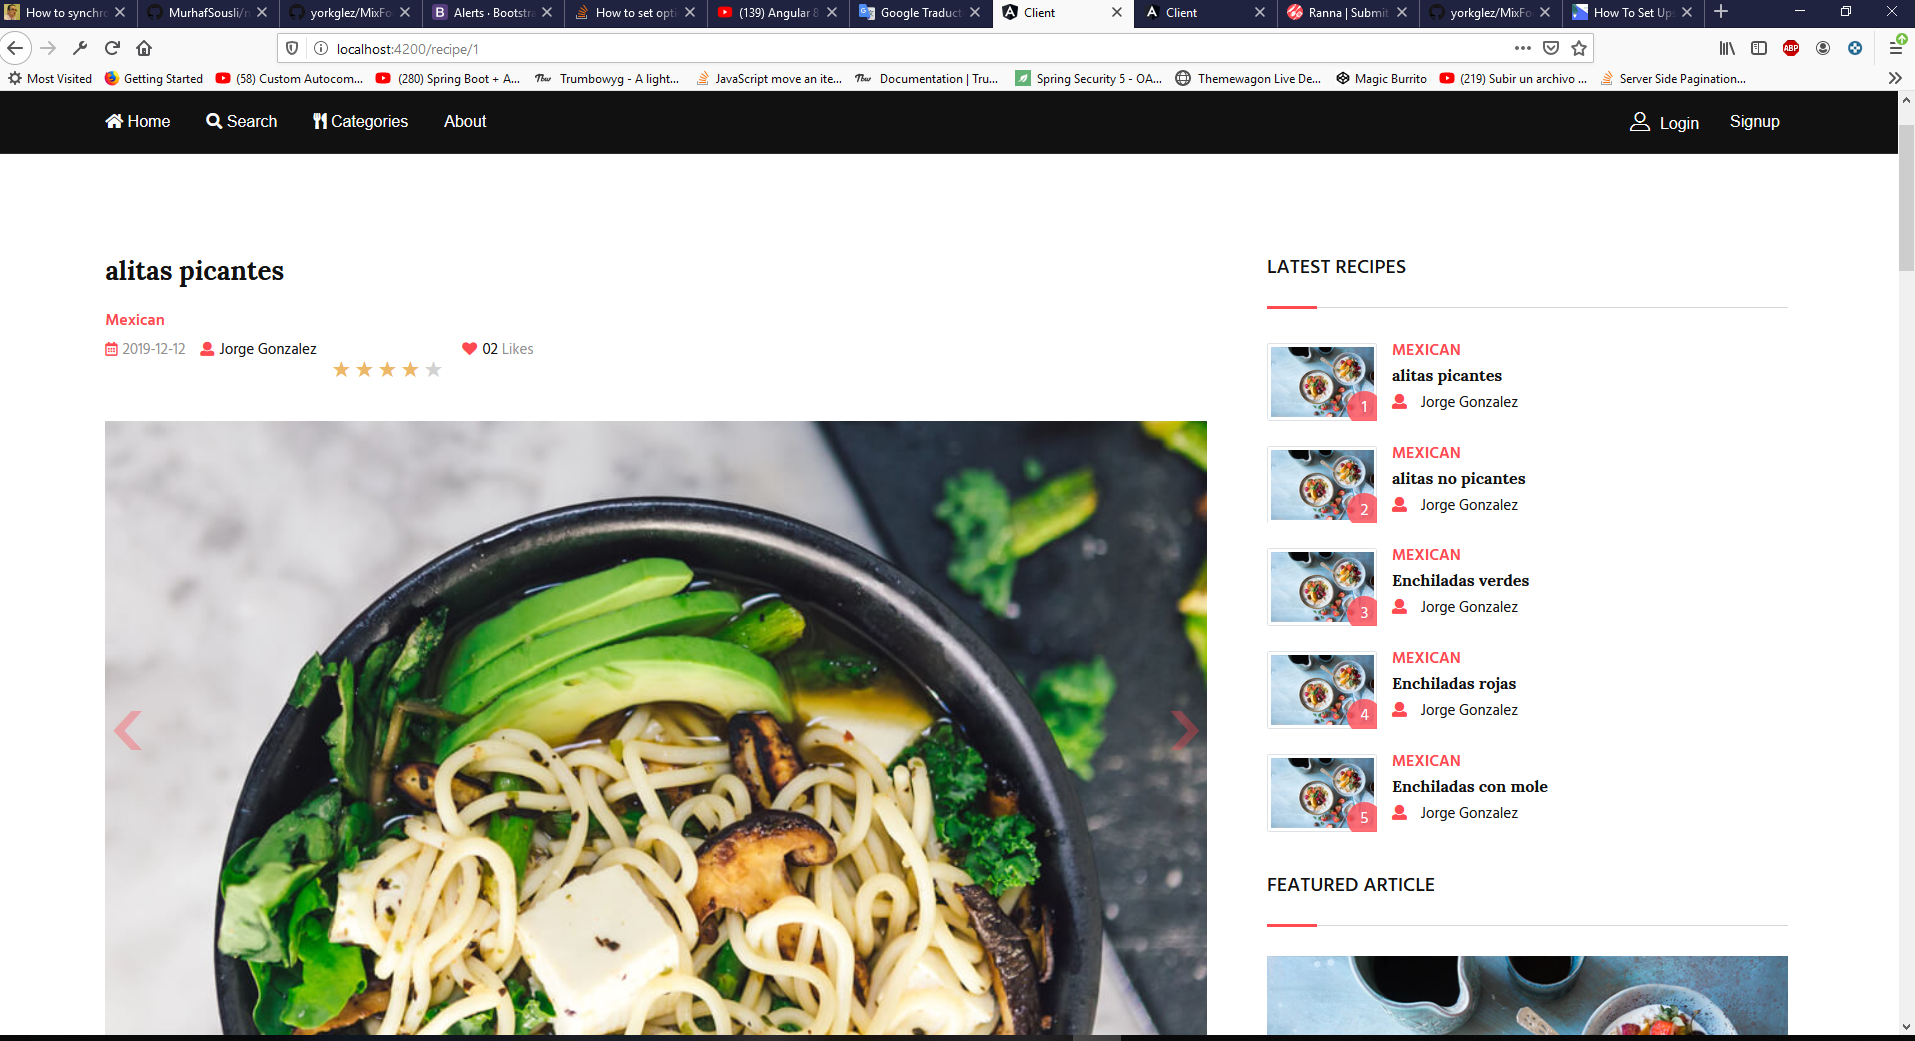 How to synchro
MurhafSousli/n
yorkglez/MixFo
Alerts · Bootstra
How to set opti
(139) Angular 8
Google Traduct
Client
Client
Ranna | Submit
yorkglez/MixFo
How To Set Up
localhost:4200/recipe/1
ABP
Most Visited
Getting Started
(58) Custom Autocom...
(280) Spring Boot + A...
Tbw Trumbowyg - A light...
JavaScript move an ite...
Tbw Documentation | Tru...
Spring Security 5 - OA...
Themewagon Live De...
Magic Burrito
(219) Subir un archivo ...
Server Side Pagination...
Home
Search
Categories
About
Login
Signup
alitas picantes
Mexican
2019-12-12
Jorge Gonzalez
02 Likes
LATEST RECIPES
1
MEXICAN
alitas picantes
Jorge Gonzalez
2
MEXICAN
alitas no picantes
Jorge Gonzalez
3
MEXICAN
Enchiladas verdes
Jorge Gonzalez
4
MEXICAN
Enchiladas rojas
Jorge Gonzalez
5
MEXICAN
Enchiladas con mole
Jorge Gonzalez
FEATURED ARTICLE